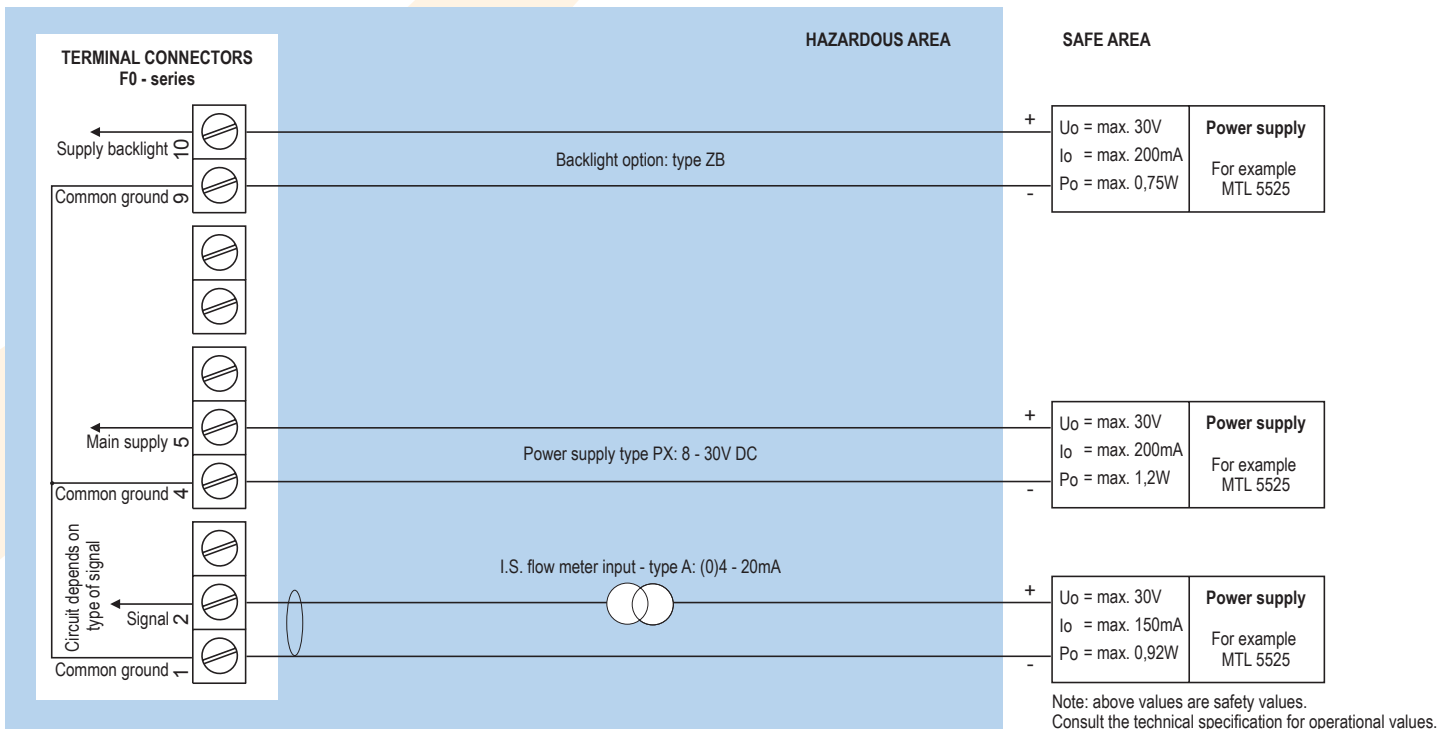 HAZARDOUS AREA
SAFE AREA
TERMINAL CONNECTORS
F0 - series
Supply backlight 10
Common ground 9
Backlight option: type ZB
+
-
Uo = max. 30V
Io = max. 200mA
Po = max. 0,75W
Power supply
For example
MTL 5525
Main supply 5
Common ground 4
Power supply type PX: 8 - 30V DC
+
-
Uo = max. 30V
Io = max. 200mA
Po = max. 1,2W
Power supply
For example
MTL 5525
Circuit depends on
type of signal
Signal 2
Common ground 1
I.S. flow meter input - type A: (0)4 - 20mA
+
-
Uo = max. 30V
Io = max. 150mA
Po = max. 0,92W
Power supply
For example
MTL 5525
Note: above values are safety values.
Consult the technical specification for operational values.